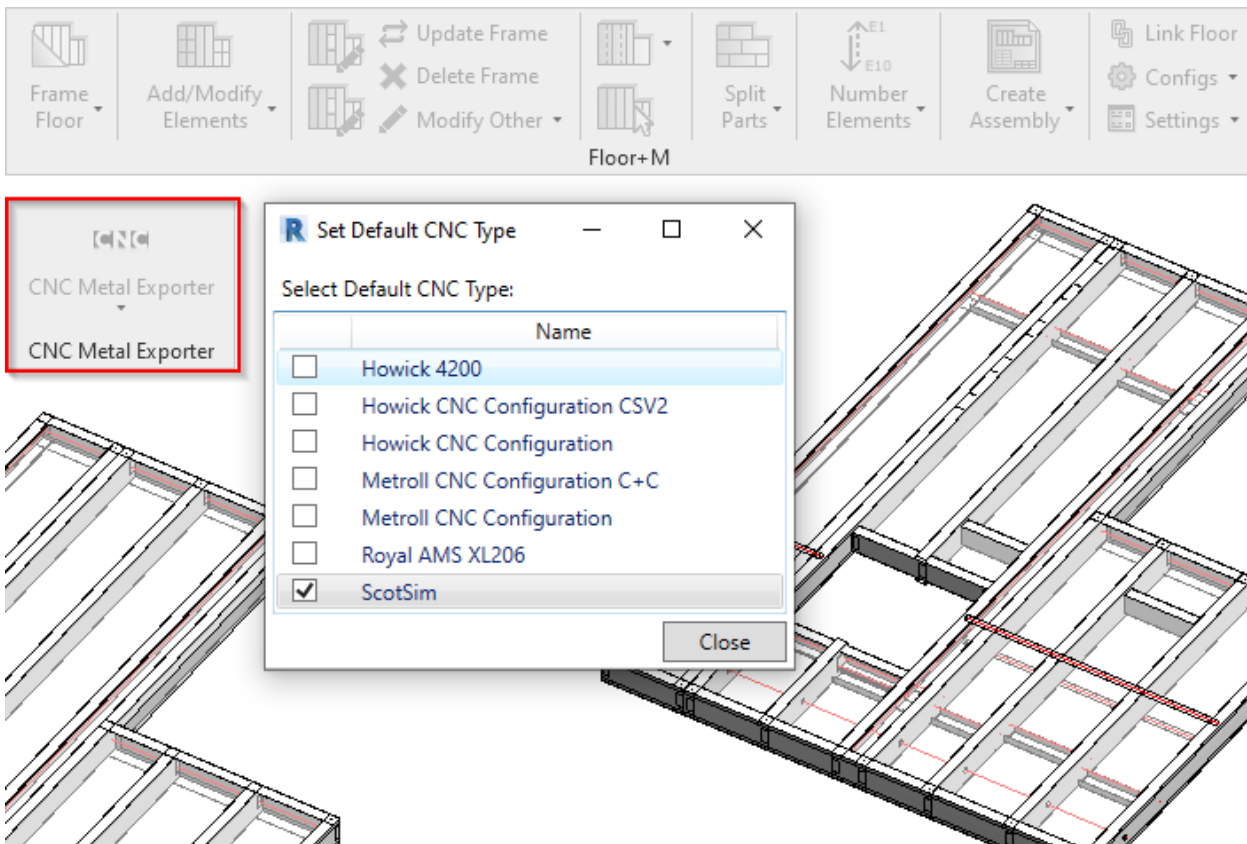 Frame
Floor
Add/Modify
Elements
Update Frame
Delete Frame
Modify Other
Split
Parts
E1
E10
Number
Elements
Create
Assembly
Link Floor
Configs
Settings
Floor+M
CNC
CNC Metal Exporter
CNC Metal Exporter
R Set Default CNC Type
Select Default CNC Type:
Name
Howick 4200
Howick CNC Configuration CSV2
Howick CNC Configuration
Metroll CNC Configuration C+C
Metroll CNC Configuration
Royal AMS XL206
ScotSim
Close